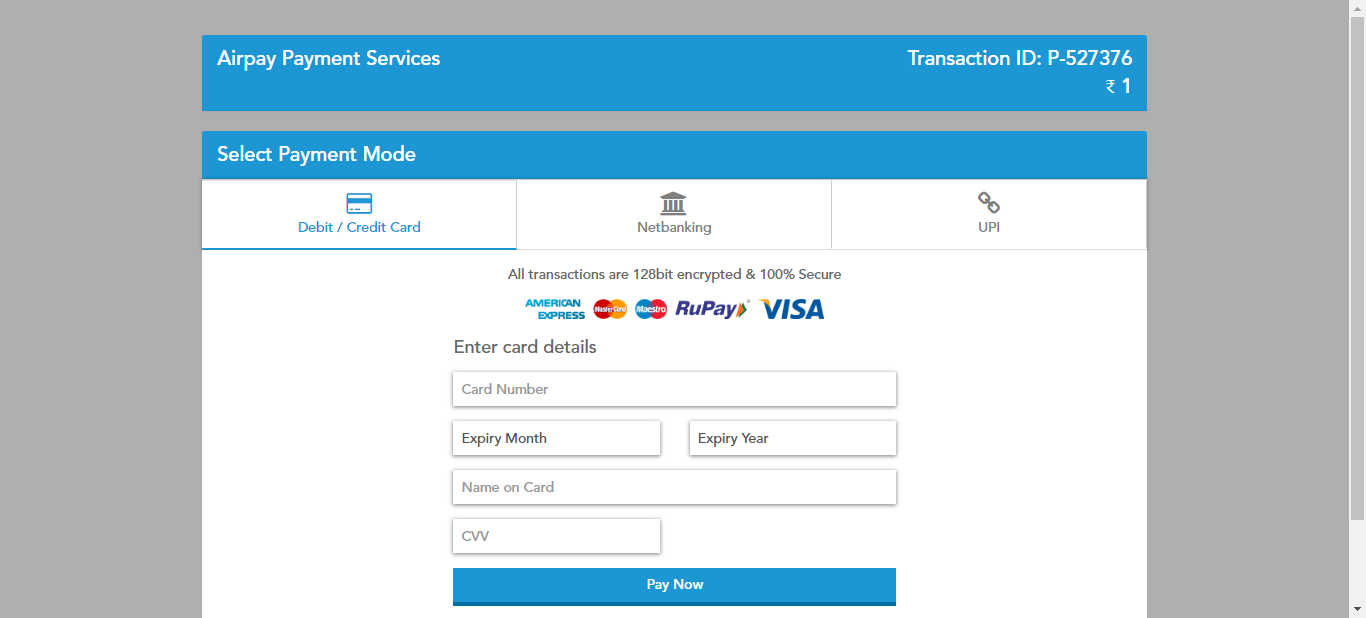 Airpay Payment Services
Transaction ID: P-527376
₹ 1
Select Payment Mode
Debit / Credit Card
Netbanking
UPI
All transactions are 128bit encrypted & 100% Secure
AMERICAN EXPRESS MasterCard Maestro RuPay VISA
Enter card details
Card Number
Expiry Month
Expiry Year
Name on Card
CVV
Pay Now